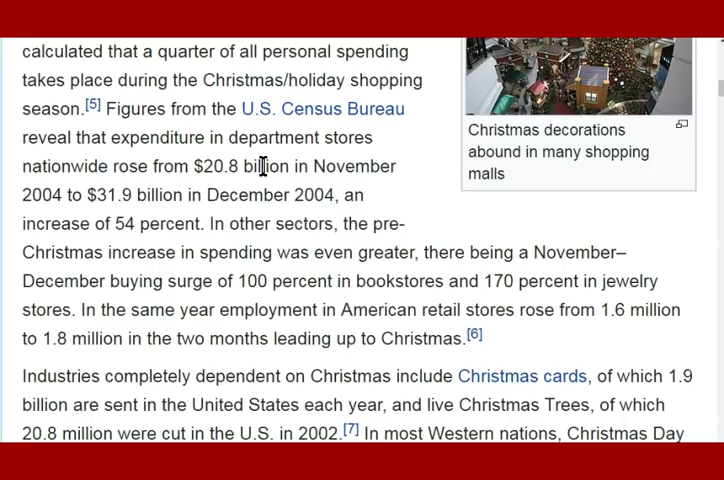 calculated that a quarter of all personal spending
takes place during the Christmas/holiday shopping
season.[5] Figures from the U.S. Census Bureau
reveal that expenditure in department stores
nationwide rose from $20.8 billion in November
2004 to $31.9 billion in December 2004, an
increase of 54 percent. In other sectors, the pre-
Christmas increase in spending was even greater, there being a November–
December buying surge of 100 percent in bookstores and 170 percent in jewelry
stores. In the same year employment in American retail stores rose from 1.6 million
to 1.8 million in the two months leading up to Christmas.[6]
Industries completely dependent on Christmas include Christmas cards, of which 1.9
billion are sent in the United States each year, and live Christmas Trees, of which
20.8 million were cut in the U.S. in 2002.[7] In most Western nations, Christmas Day
Christmas decorations
abound in many shopping
malls